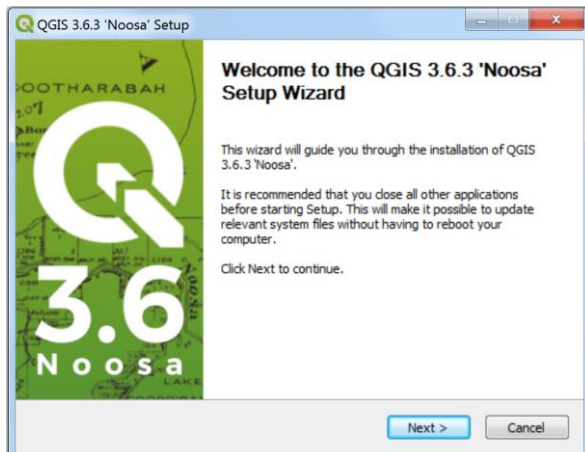 QGIS 3.6.3 'Noosa' Setup
OOTHARABAH
Welcome to the QGIS 3.6.3 'Noosa'
Setup Wizard
This wizard will guide you through the installation of QGIS
3.6.3 'Noosa'.
It is recommended that you close all other applications
before starting Setup. This will make it possible to update
relevant system files without having to reboot your
computer.
Click Next to continue.
3.6
Noosa
Noosa
LAKE
Next >
Cancel